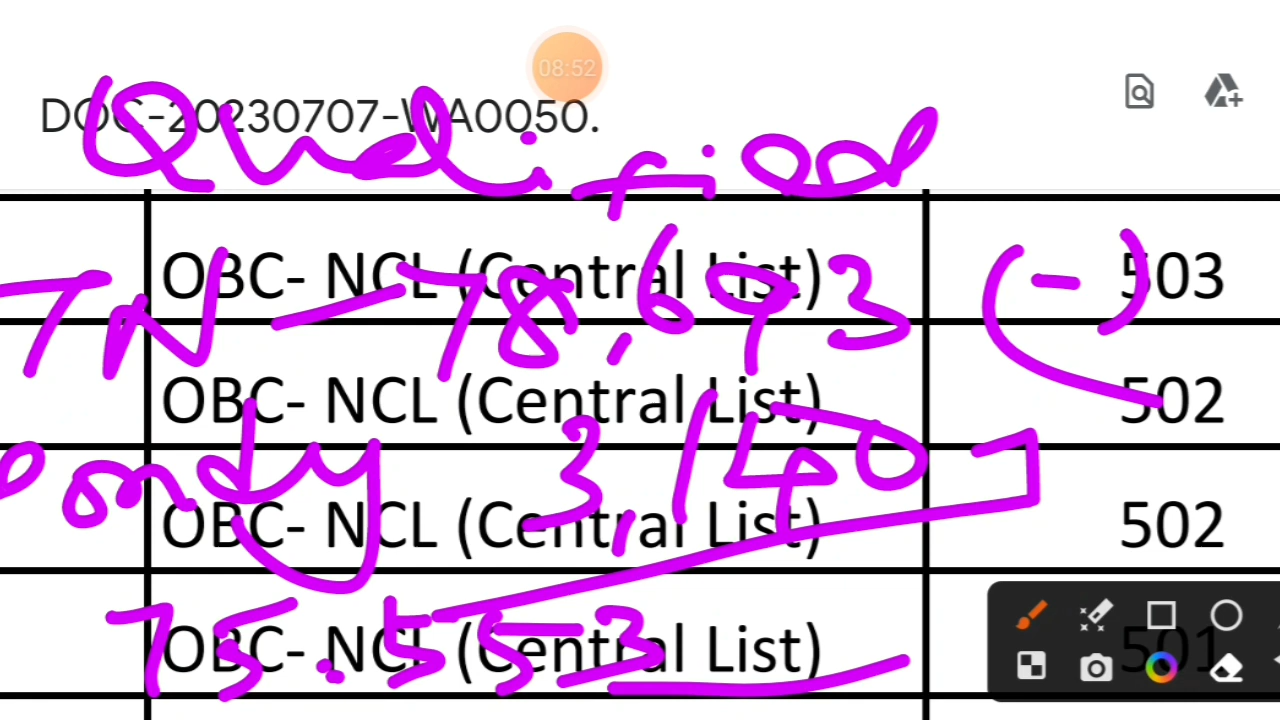 08:52
DOC-20230707-WA0050.
Qualified
OBC- NCL (Central List) 503
TN - 78,693 (-)
OBC- NCL (Central List) 502
Pondy 3,140
OBC- NCL (Central List) 502
75.553
OBC- NCL (Central List) 501